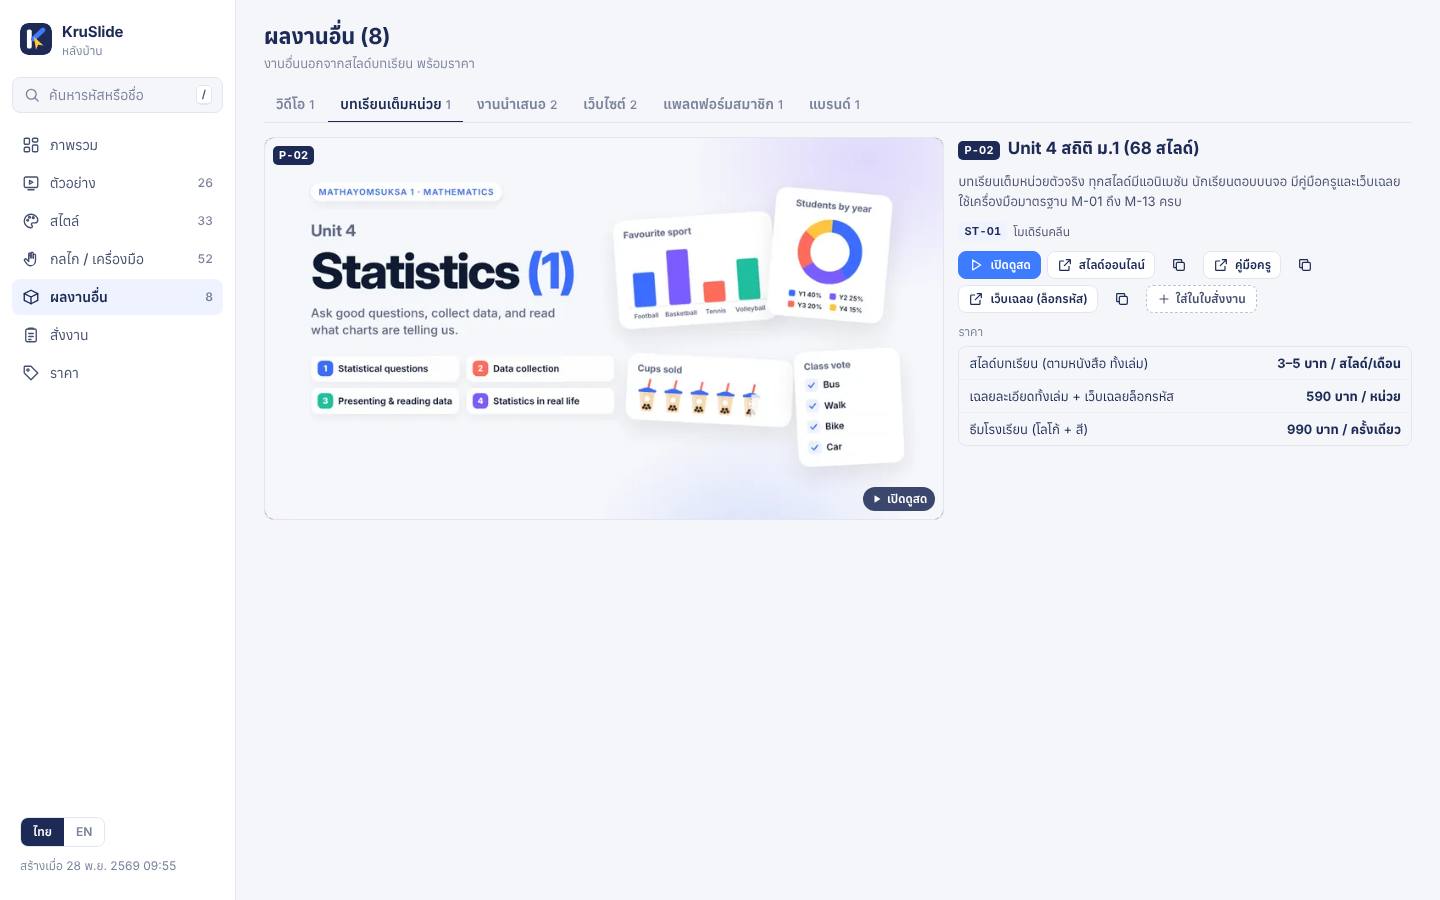 KruSlide
หลังบ้าน
ค้นหารหัสหรือชื่อ /
ภาพรวม
ตัวอย่าง 26
สไตล์ 33
กลไก / เครื่องมือ 52
ผลงานอื่น 8
สั่งงาน
ราคา
ไทย EN
สร้างเมื่อ 28 พ.ย. 2569 09:55
ผลงานอื่น (8)
งานอื่นนอกจากสไลด์บทเรียน พร้อมราคา
วิดีโอ 1 บทเรียนเต็มหน่วย 1 งานนำเสนอ 2 เว็บไซต์ 2 แพลตฟอร์มสมาชิก 1 แบรนด์ 1
P-02
MATHAYOMSUKSA 1 · MATHEMATICS
Unit 4
Statistics (1)
Ask good questions, collect data, and read
what charts are telling us.
1 Statistical questions
2 Data collection
3 Presenting & reading data
4 Statistics in real life
Favourite sport
Football Basketball Tennis Volleyball
Students by year
Y1 40% Y2 25%
Y3 20% Y4 15%
Cups sold
Class vote
Bus
Walk
Bike
Car
เปิดดูสด
P-02 Unit 4 สถิติ ม.1 (68 สไลด์)
บทเรียนเต็มหน่วยตัวจริง ทุกสไลด์มีแอนิเมชัน นักเรียนตอบบนจอ มีคู่มือครูและเว็บเฉลย
ใช้เครื่องมือมาตรฐาน M-01 ถึง M-13 ครบ
ST-01 โมเดิร์นคลีน
เปิดดูสด สไลด์ออนไลน์ คู่มือครู
เว็บเฉลย (ล็อกรหัส) + ใส่ในใบสั่งงาน
ราคา
สไลด์บทเรียน (ตามหนังสือ ทั้งเล่ม) 3–5 บาท / สไลด์/เดือน
เฉลยละเอียดทั้งเล่ม + เว็บเฉลยล็อกรหัส 590 บาท / หน่วย
ธีมโรงเรียน (โลโก้ + สี) 990 บาท / ครั้งเดียว